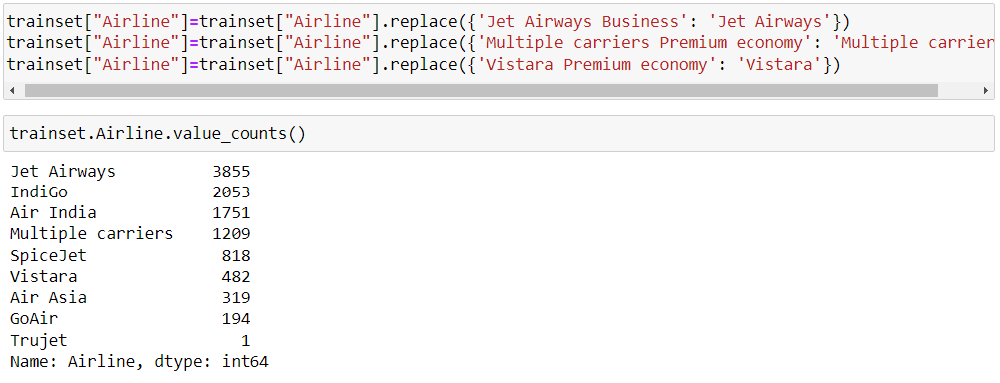 trainset["Airline"]=trainset["Airline"].replace({'Jet Airways Business': 'Jet Airways'})
trainset["Airline"]=trainset["Airline"].replace({'Multiple carriers Premium economy': 'Multiple carrier
trainset["Airline"]=trainset["Airline"].replace({'Vistara Premium economy': 'Vistara'})
trainset.Airline.value_counts()
Jet Airways 3855
IndiGo 2053
Air India 1751
Multiple carriers 1209
SpiceJet 818
Vistara 482
Air Asia 319
GoAir 194
Trujet 1
Name: Airline, dtype: int64